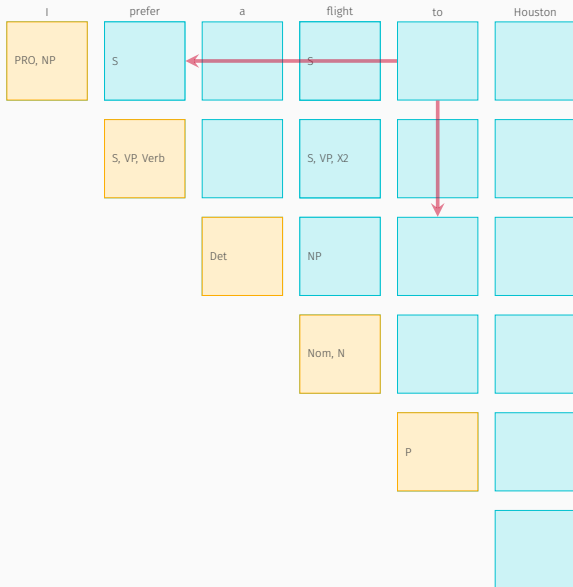 I prefer a flight to Houston
PRO, NP S S
S, VP, Verb S, VP, X2
Det NP
Nom, N
P